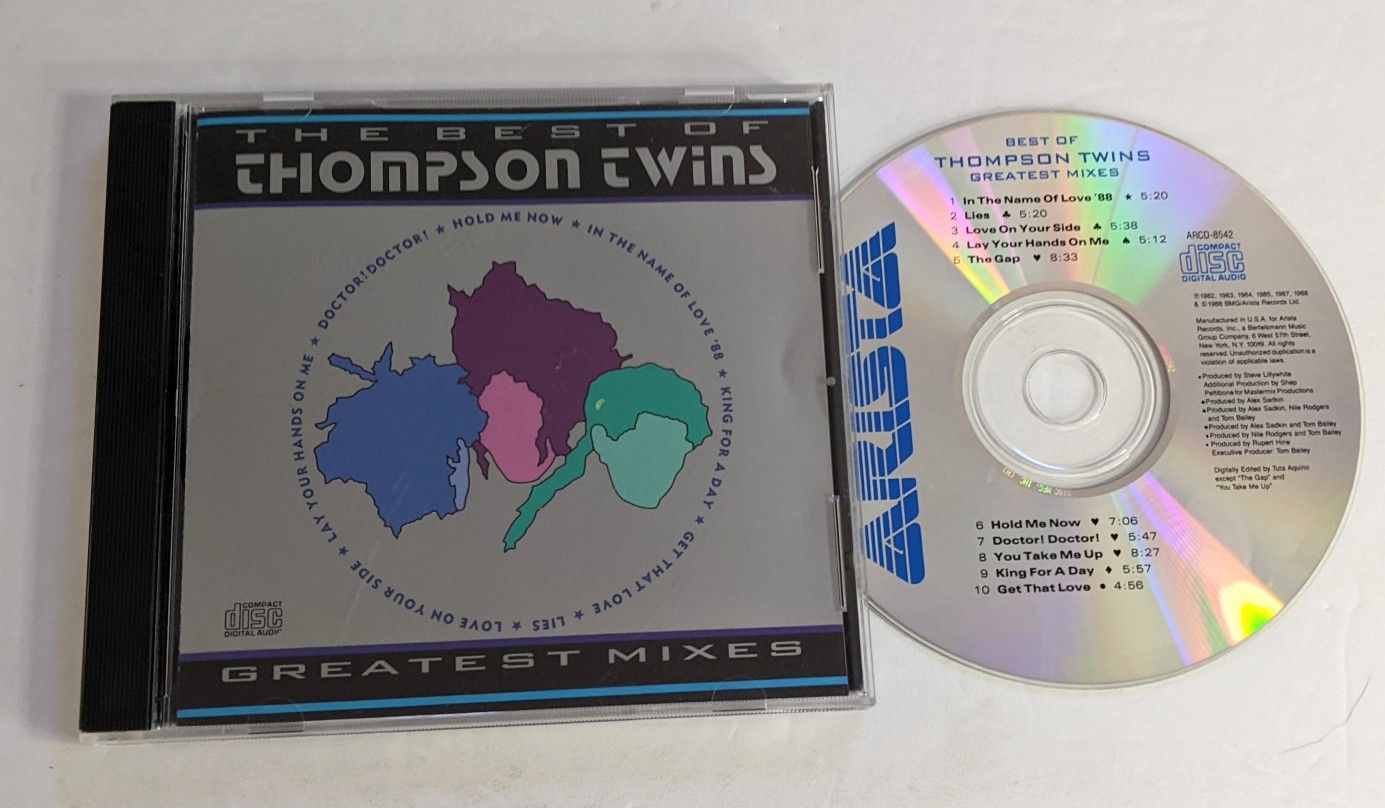 THE BEST OF
THOMPSON TWINS
HOLD ME NOW ★ IN THE NAME OF LOVE '88 ★ KING FOR A DAY ★ GET THAT LOVE ★ LIES ★ LOVE ON YOUR SIDE ★ LAY YOUR HANDS ON ME ★ DOCTOR! DOCTOR! ★
COMPACT
disc
DIGITAL AUDIO
GREATEST MIXES
BEST OF
THOMPSON TWINS
GREATEST MIXES
1 In The Name Of Love '88 ★ 5:20
2 Lies ♣ 5:20
3 Love On Your Side ♣ 5:38
4 Lay Your Hands On Me ♠ 5:12
5 The Gap ♥ 8:33
ARISTA
ARCD-8542
COMPACT
disc
DIGITAL AUDIO
℗ 1982, 1983, 1984, 1985, 1987, 1988
& © 1988 BMG/Arista Records Ltd.
Manufactured in U.S.A. for Arista
Records, Inc., a Bertelsmann Music
Group Company, 6 West 57th Street,
New York, N.Y. 10019. All rights
reserved. Unauthorized duplication is a
violation of applicable laws.
★Produced by Steve Lillywhite
Additional Production by Shep
Pettibone for Mastermix Productions
♣Produced by Alex Sadkin
♠Produced by Alex Sadkin, Nile Rodgers
and Tom Bailey
♥Produced by Alex Sadkin and Tom Bailey
♦Produced by Nile Rodgers and Tom Bailey
● Produced by Rupert Hine
Executive Producer: Tom Bailey
Digitally Edited by Tuta Aquino
except "The Gap" and
"You Take Me Up"
6 Hold Me Now ♥ 7:06
7 Doctor! Doctor! ♥ 5:47
8 You Take Me Up ♥ 8:27
9 King For A Day ♦ 5:57
10 Get That Love ● 4:56